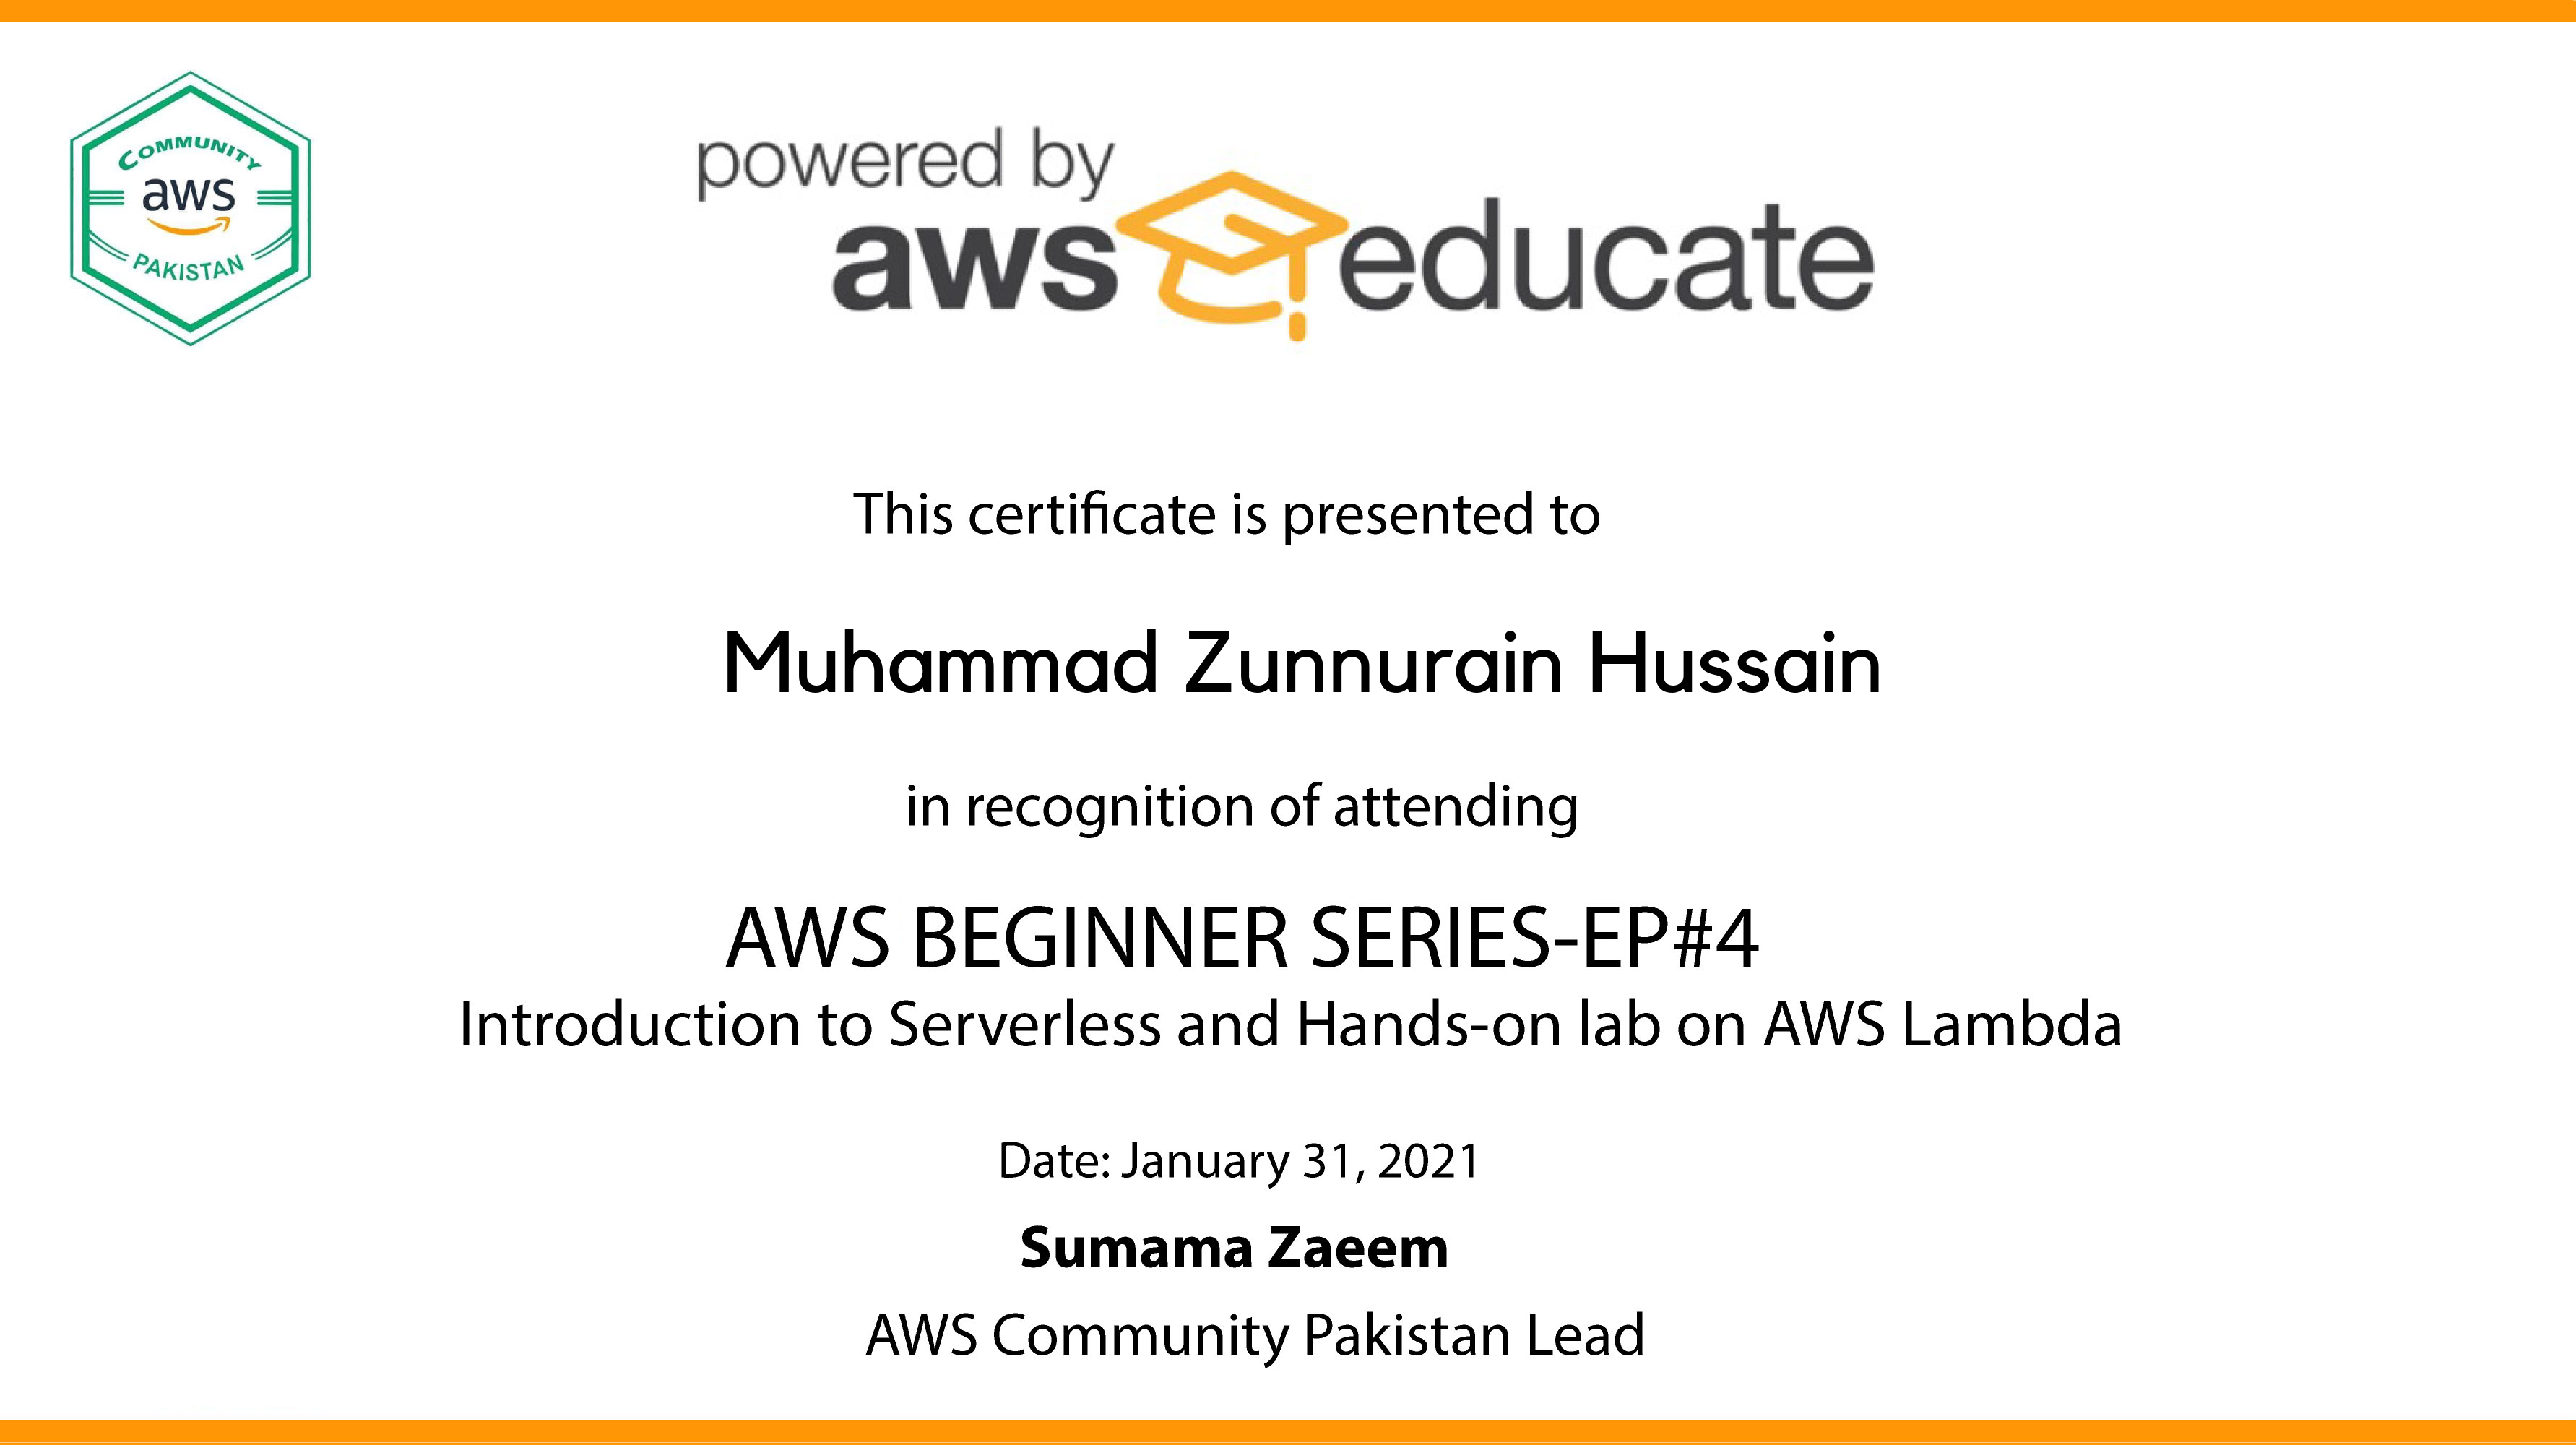 COMMUNITY
aws
PAKISTAN
powered by
aws educate
This certificate is presented to
Muhammad Zunnurain Hussain
in recognition of attending
AWS BEGINNER SERIES-EP#4
Introduction to Serverless and Hands-on lab on AWS Lambda
Date: January 31, 2021
Sumama Zaeem
AWS Community Pakistan Lead